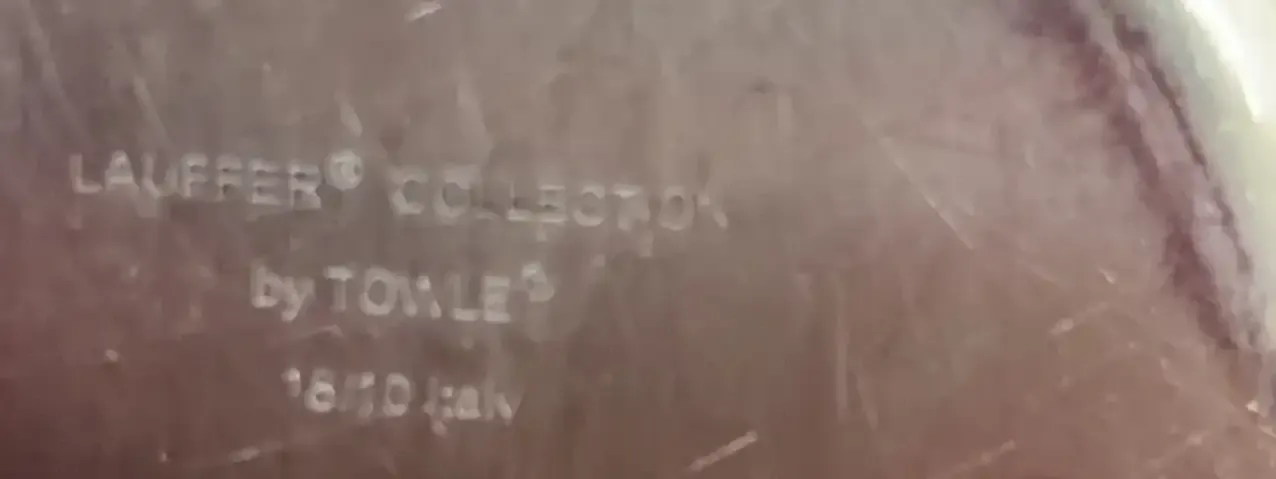 LAUFFER® COLLECTION
by TOWLE®
18/10 Italy